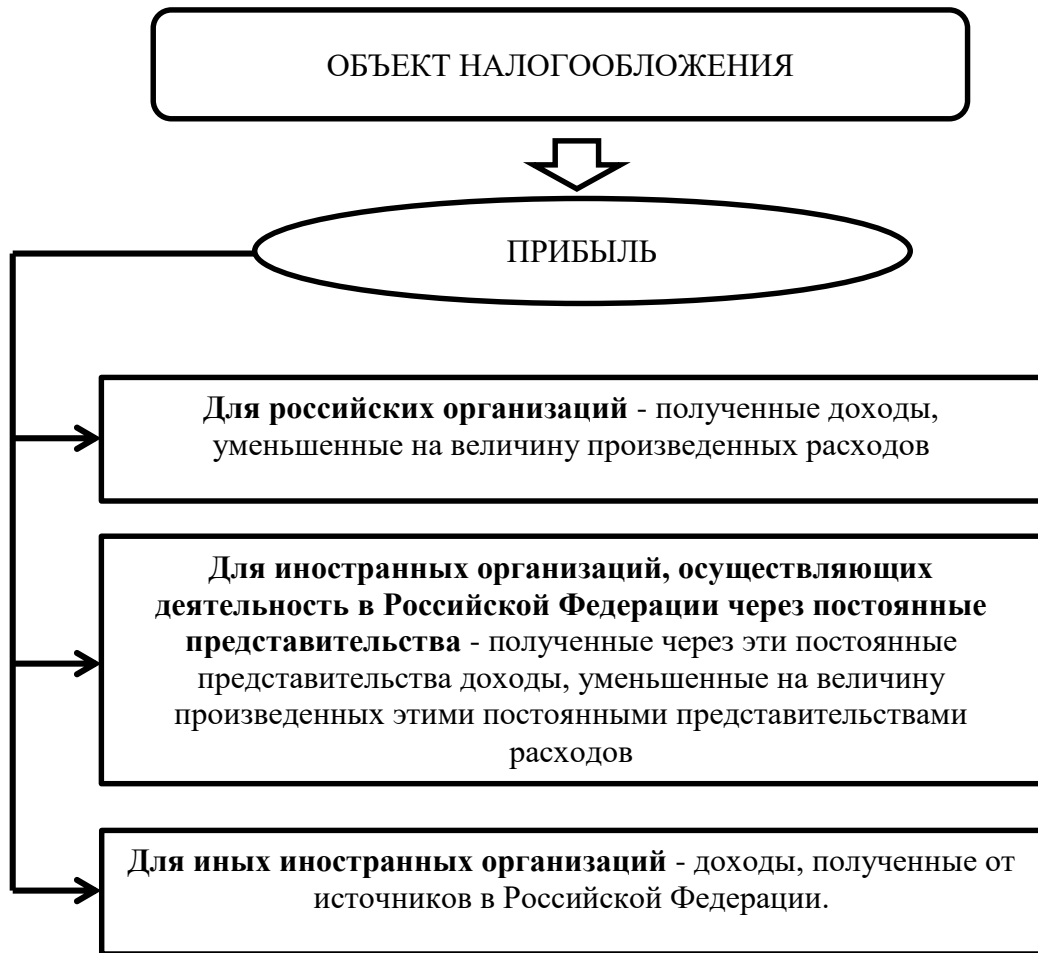 ОБЪЕКТ НАЛОГООБЛОЖЕНИЯ
ПРИБЫЛЬ
Для российских организаций - полученные доходы,
уменьшенные на величину произведенных расходов
Для иностранных организаций, осуществляющих
деятельность в Российской Федерации через постоянные
представительства - полученные через эти постоянные
представительства доходы, уменьшенные на величину
произведенных этими постоянными представительствами
расходов
Для иных иностранных организаций - доходы, полученные от
источников в Российской Федерации.